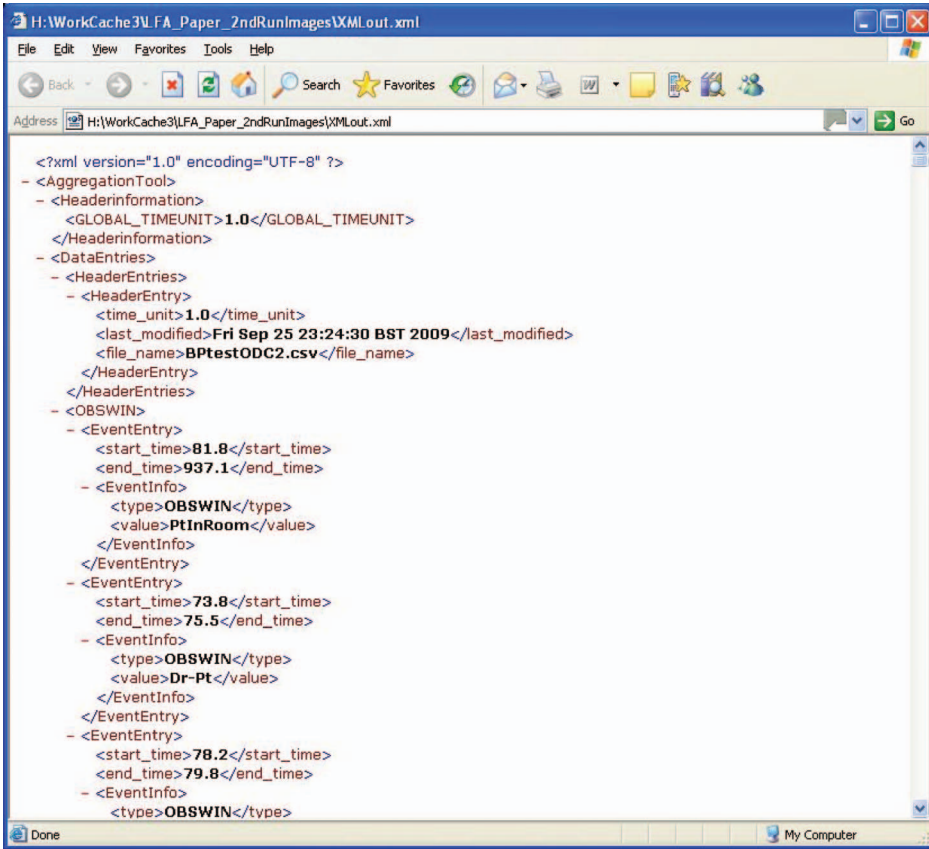 H:\WorkCache3\LFA_Paper_2ndRunImages\XMLout.xml
File Edit View Favorites Tools Help
Back Search Favorites
Address H:\WorkCache3\LFA_Paper_2ndRunImages\XMLout.xml Go
<?xml version="1.0" encoding="UTF-8" ?>
- <AggregationTool>
- <Headerinformation>
<GLOBAL_TIMEUNIT>1.0</GLOBAL_TIMEUNIT>
</Headerinformation>
- <DataEntries>
- <HeaderEntries>
- <HeaderEntry>
<time_unit>1.0</time_unit>
<last_modified>Fri Sep 25 23:24:30 BST 2009</last_modified>
<file_name>BPtestODC2.csv</file_name>
</HeaderEntry>
</HeaderEntries>
- <OBSWIN>
- <EventEntry>
<start_time>81.8</start_time>
<end_time>937.1</end_time>
- <EventInfo>
<type>OBSWIN</type>
<value>PtInRoom</value>
</EventInfo>
</EventEntry>
- <EventEntry>
<start_time>73.8</start_time>
<end_time>75.5</end_time>
- <EventInfo>
<type>OBSWIN</type>
<value>Dr-Pt</value>
</EventInfo>
</EventEntry>
- <EventEntry>
<start_time>78.2</start_time>
<end_time>79.8</end_time>
- <EventInfo>
<type>OBSWIN</type>
Done My Computer